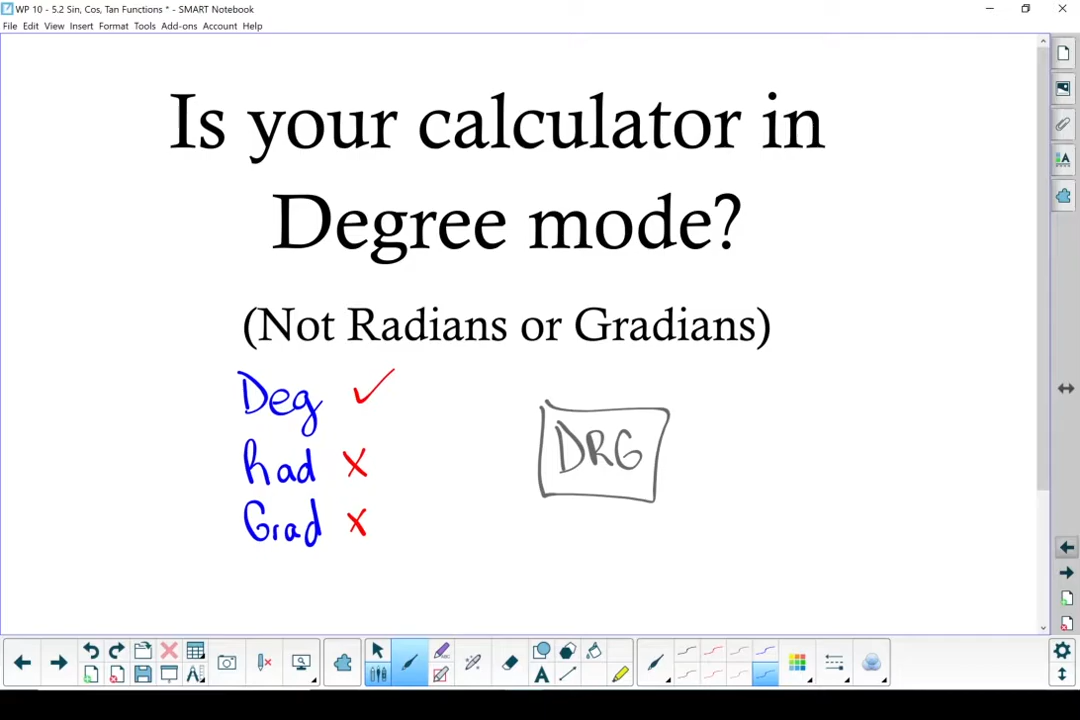 WP 10 - 5.2 Sin, Cos, Tan Functions * - SMART Notebook
File Edit View Insert Format Tools Add-ons Account Help
Is your calculator in
Degree mode?
(Not Radians or Gradians)
Deg ✓
Rad X
Grad X
DRG